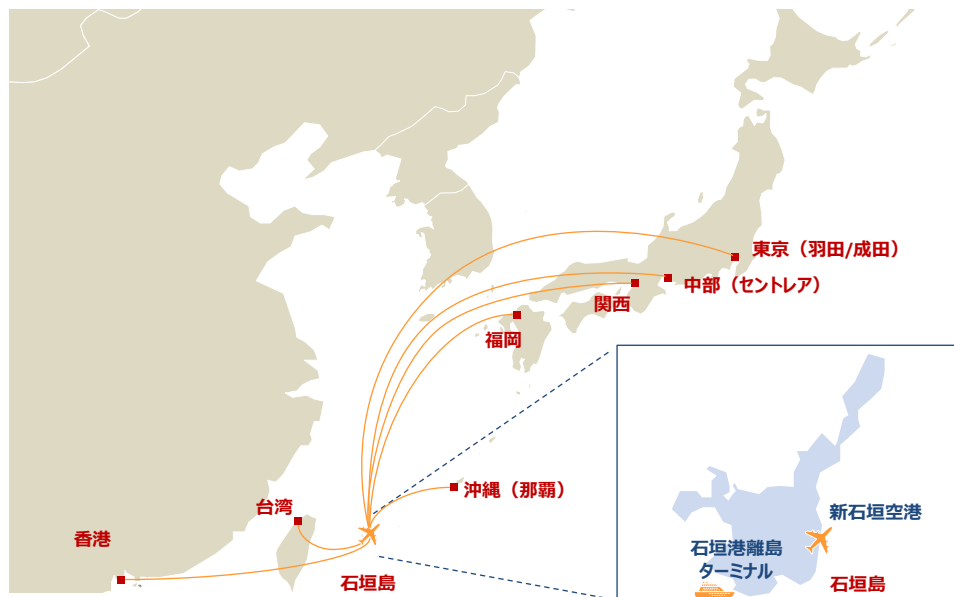 東京（羽田/成田）
中部（セントレア）
関西
福岡
沖縄（那覇）
台湾
香港
石垣島
新石垣空港
石垣港離島
ターミナル
石垣島